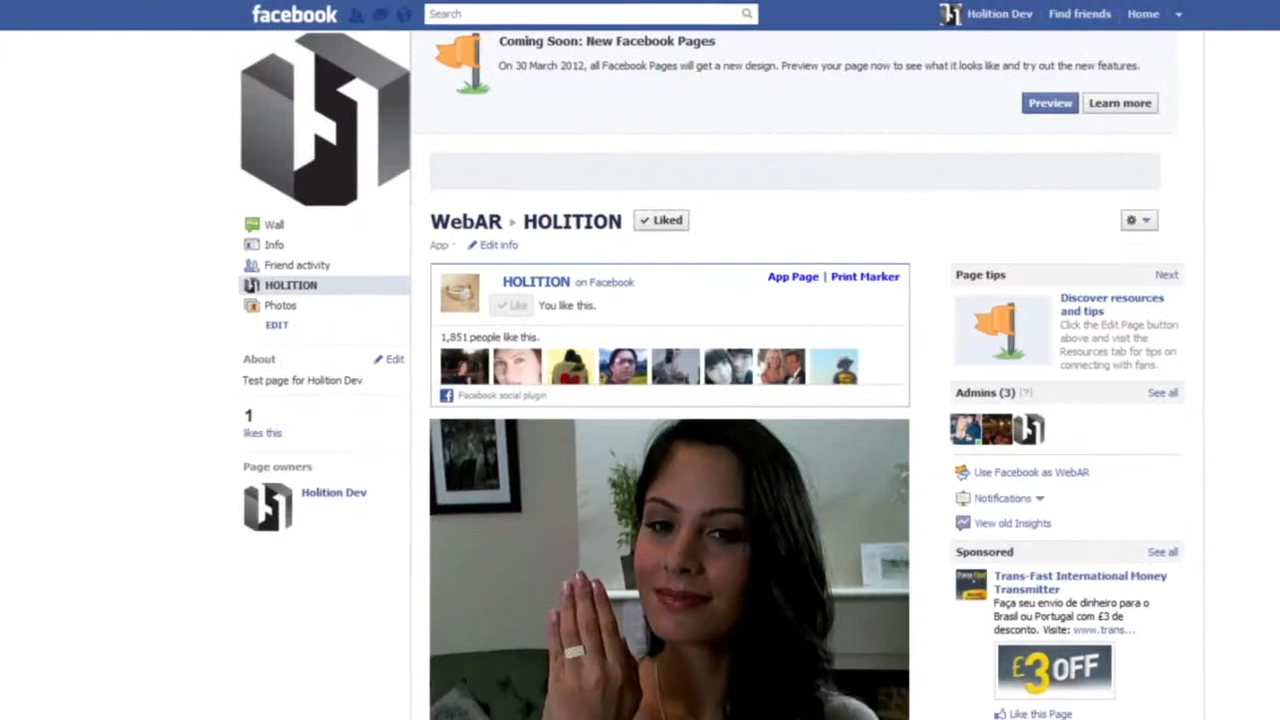 facebook
Search
Holition Dev
Find friends
Home
Coming Soon: New Facebook Pages
On 30 March 2012, all Facebook Pages will get a new design. Preview your page now to see what it looks like and try out the new features.
Preview
Learn more
Wall
Info
Friend activity
HOLITION
Photos
EDIT
About
Edit
Test page for Holition Dev
1
likes this
Page owners
Holition Dev
WebAR ▸ HOLITION
Liked
App ·
Edit info
HOLITION on Facebook
App Page | Print Marker
Like
You like this.
1,851 people like this.
Facebook social plugin
Page tips
Next
Discover resources
and tips
Click the Edit Page button
above and visit the
Resources tab for tips on
connecting with fans.
Admins (3) [?]
See all
Use Facebook as WebAR
Notifications
View old Insights
Sponsored
See all
Trans-Fast International Money
Transmitter
Faça seu envio de dinheiro para o
Brasil ou Portugal com £3 de
desconto. Visite: www.trans...
£3 OFF
Like this Page